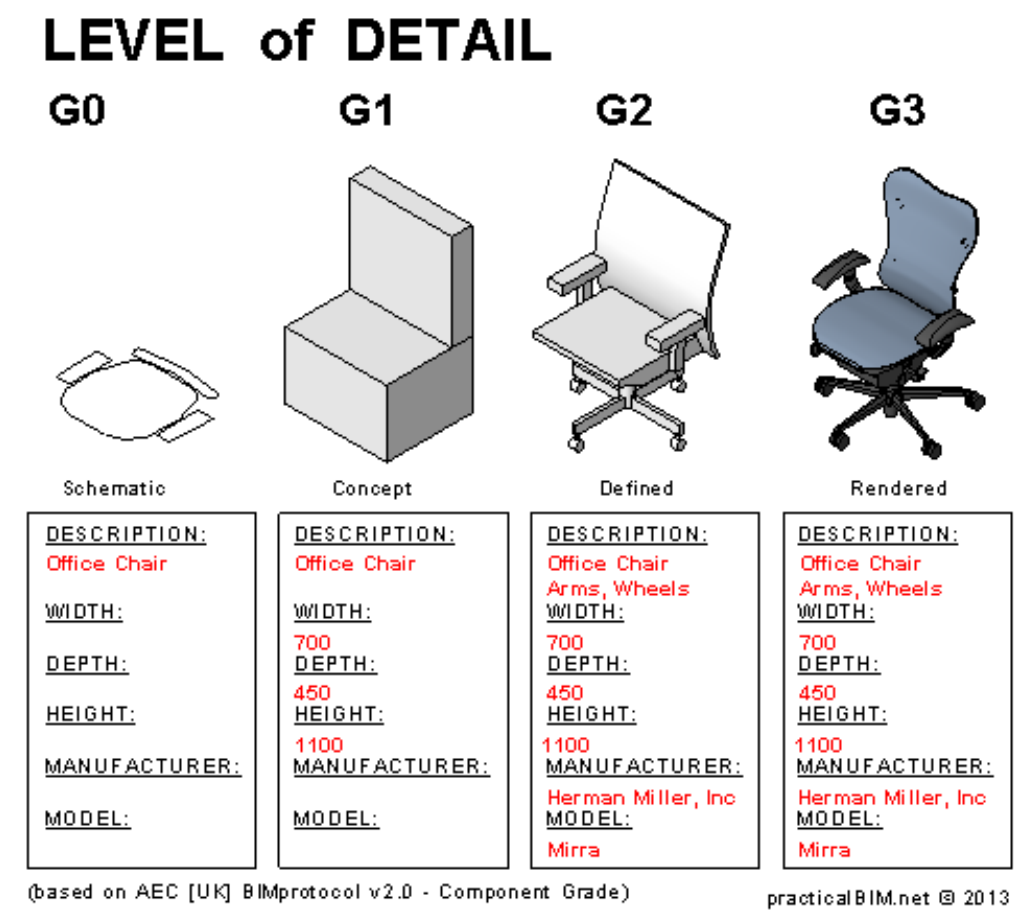 LEVEL of DETAIL
G0 G1 G2 G3
Schematic Concept Defined Rendered
DESCRIPTION:
Office Chair
WIDTH:
DEPTH:
HEIGHT:
MANUFACTURER:
MODEL:
DESCRIPTION:
Office Chair
WIDTH:
700
DEPTH:
450
HEIGHT:
1100
MANUFACTURER:
MODEL:
DESCRIPTION:
Office Chair
Arms, Wheels
WIDTH:
700
DEPTH:
450
HEIGHT:
1100
MANUFACTURER:
Herman Miller, Inc
MODEL:
Mirra
DESCRIPTION:
Office Chair
Arms, Wheels
WIDTH:
700
DEPTH:
450
HEIGHT:
1100
MANUFACTURER:
Herman Miller, Inc
MODEL:
Mirra
(based on AEC [UK] BIMprotocol v2.0 - Component Grade)
practicalBIM.net © 2013